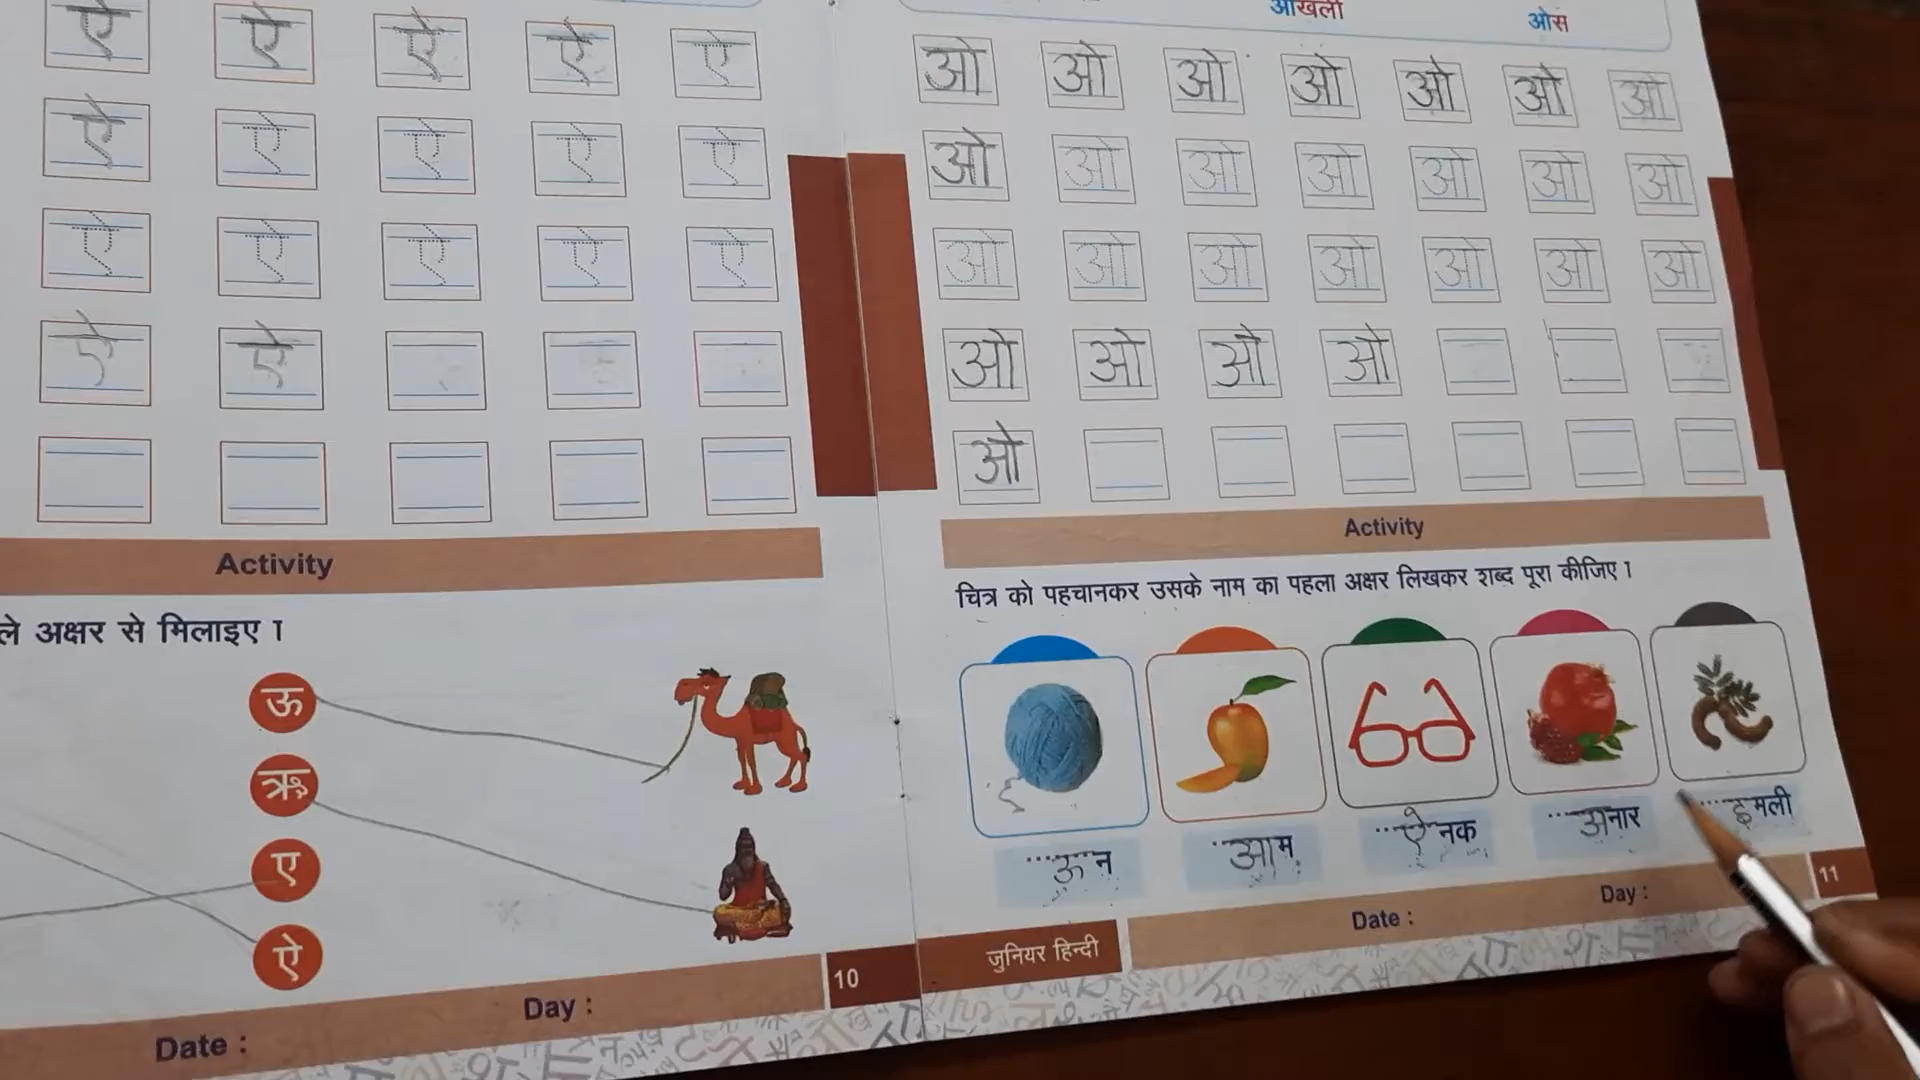 ऐ ऐ ऐ ऐ ऐ
ऐ ऐ ऐ ऐ ऐ
ऐ ऐ ऐ ऐ ऐ
ऐ ऐ
Activity
ले अक्षर से मिलाइए ।
ऊ
ऋ
ए
ऐ
Day :
Date :
10
ओखली ओस
ओ ओ ओ ओ ओ ओ ओ
ओ ओ ओ ओ ओ ओ ओ
ओ ओ ओ ओ ओ ओ ओ
ओ ओ ओ ओ
ओ
Activity
चित्र को पहचानकर उसके नाम का पहला अक्षर लिखकर शब्द पूरा कीजिए ।
ऊन आम ऐनक अनार इमली
Date : Day :
जुनियर हिन्दी
11